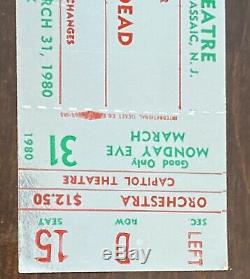 EATRE
ASSAIC, N. J.
DEAD
RCH 31, 1980
CHANGES
LEFT D 15
SEC ROW SEAT
ORCHESTRA $12.50
CAPITOL THEATRE
Good Only
MONDAY EVE
MARCH 31
1980